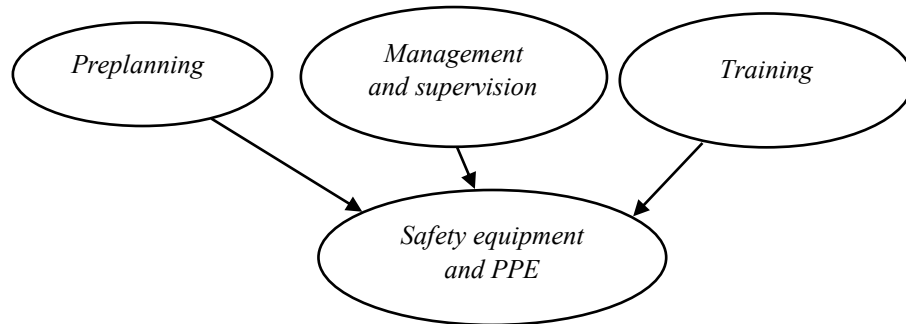 Preplanning
Management
and supervision
Training
Safety equipment
and PPE